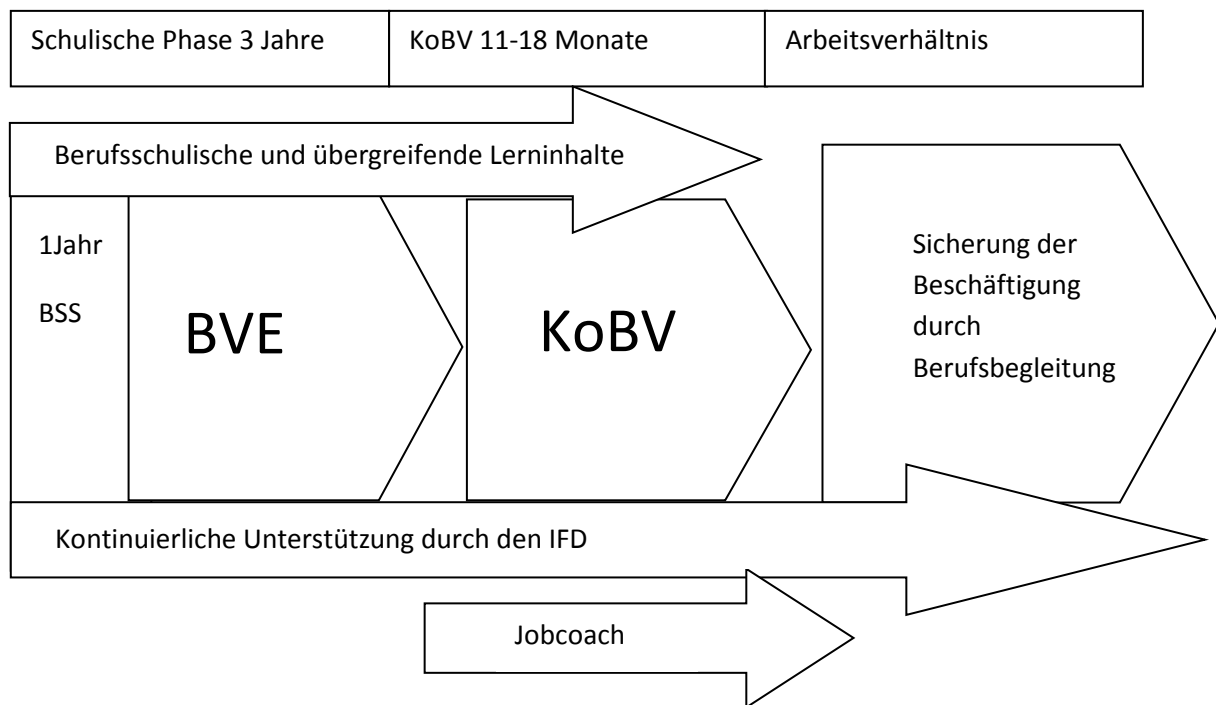 Schulische Phase 3 Jahre
KoBV 11-18 Monate
Arbeitsverhältnis
Berufsschulische und übergreifende Lerninhalte
1Jahr
BSS
BVE
KoBV
Sicherung der
Beschäftigung
durch
Berufsbegleitung
Kontinuierliche Unterstützung durch den IFD
Jobcoach